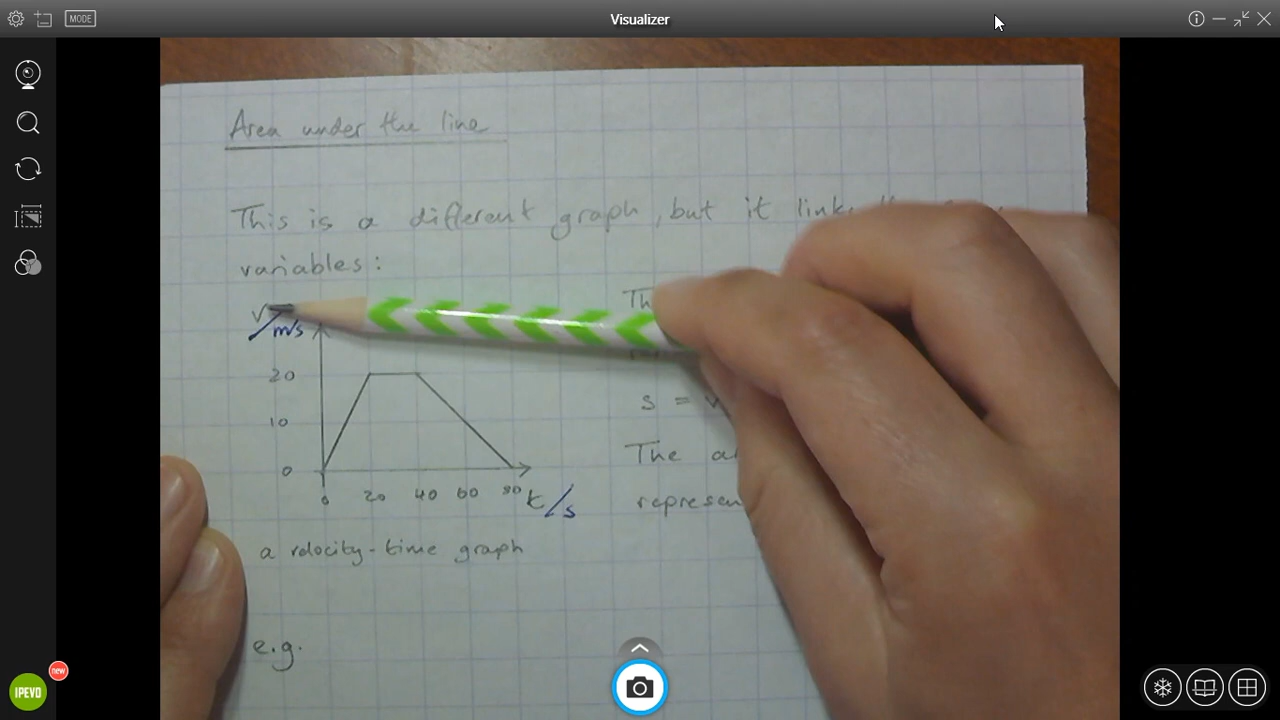 MODE
Visualizer
Area under the line
This is a different graph, but it links
variables:
V
/m/s
20
10
0
0 20 40 60 80 t/s
a velocity-time graph
e.g.
s = v
The
represen
IPEVO
new